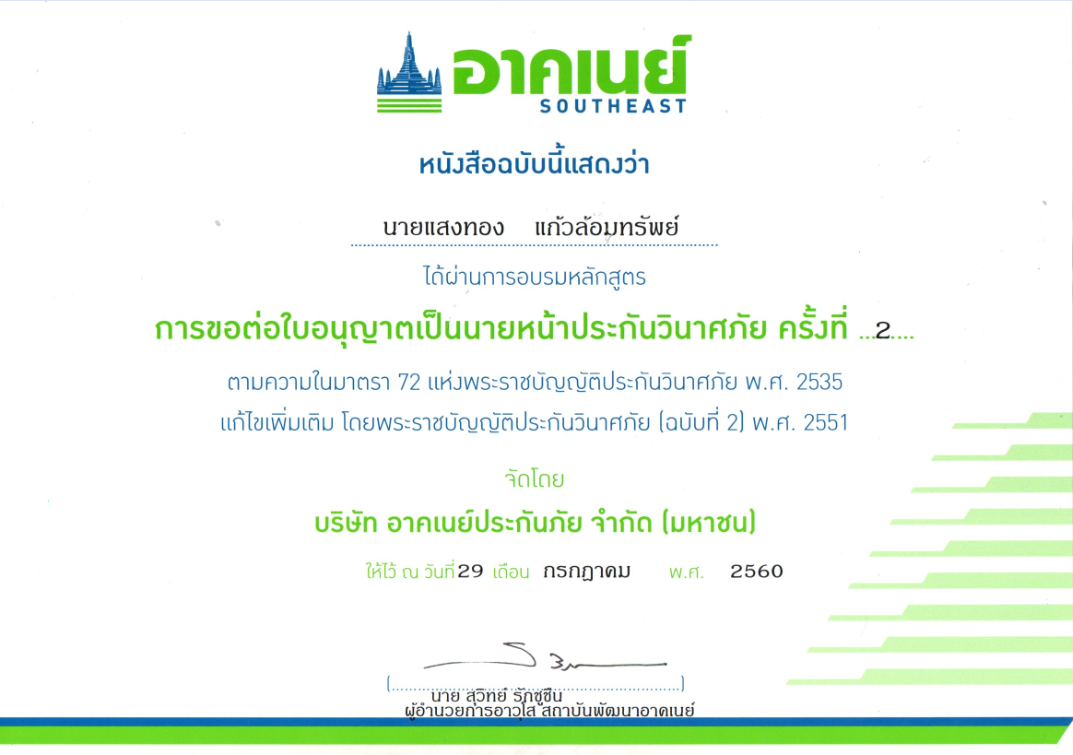 อาคเนย์
SOUTHEAST
หนังสือฉบับนี้แสดงว่า
นายแสงทอง แก้วล้อมทรัพย์
ได้ผ่านการอบรมหลักสูตร
การขอต่อใบอนุญาตเป็นนายหน้าประกันวินาศภัย ครั้งที่ ...2....
ตามความในมาตรา 72 แห่งพระราชบัญญัติประกันวินาศภัย พ.ศ. 2535
แก้ไขเพิ่มเติม โดยพระราชบัญญัติประกันวินาศภัย (ฉบับที่ 2) พ.ศ. 2551
จัดโดย
บริษัท อาคเนย์ประกันภัย จำกัด (มหาชน)
ให้ไว้ ณ วันที่ 29 เดือน กรกฎาคม พ.ศ. 2560
(นาย สุวิทย์ รักชูชื่น)
ผู้อำนวยการอาวุโส สถาบันพัฒนาอาคเนย์